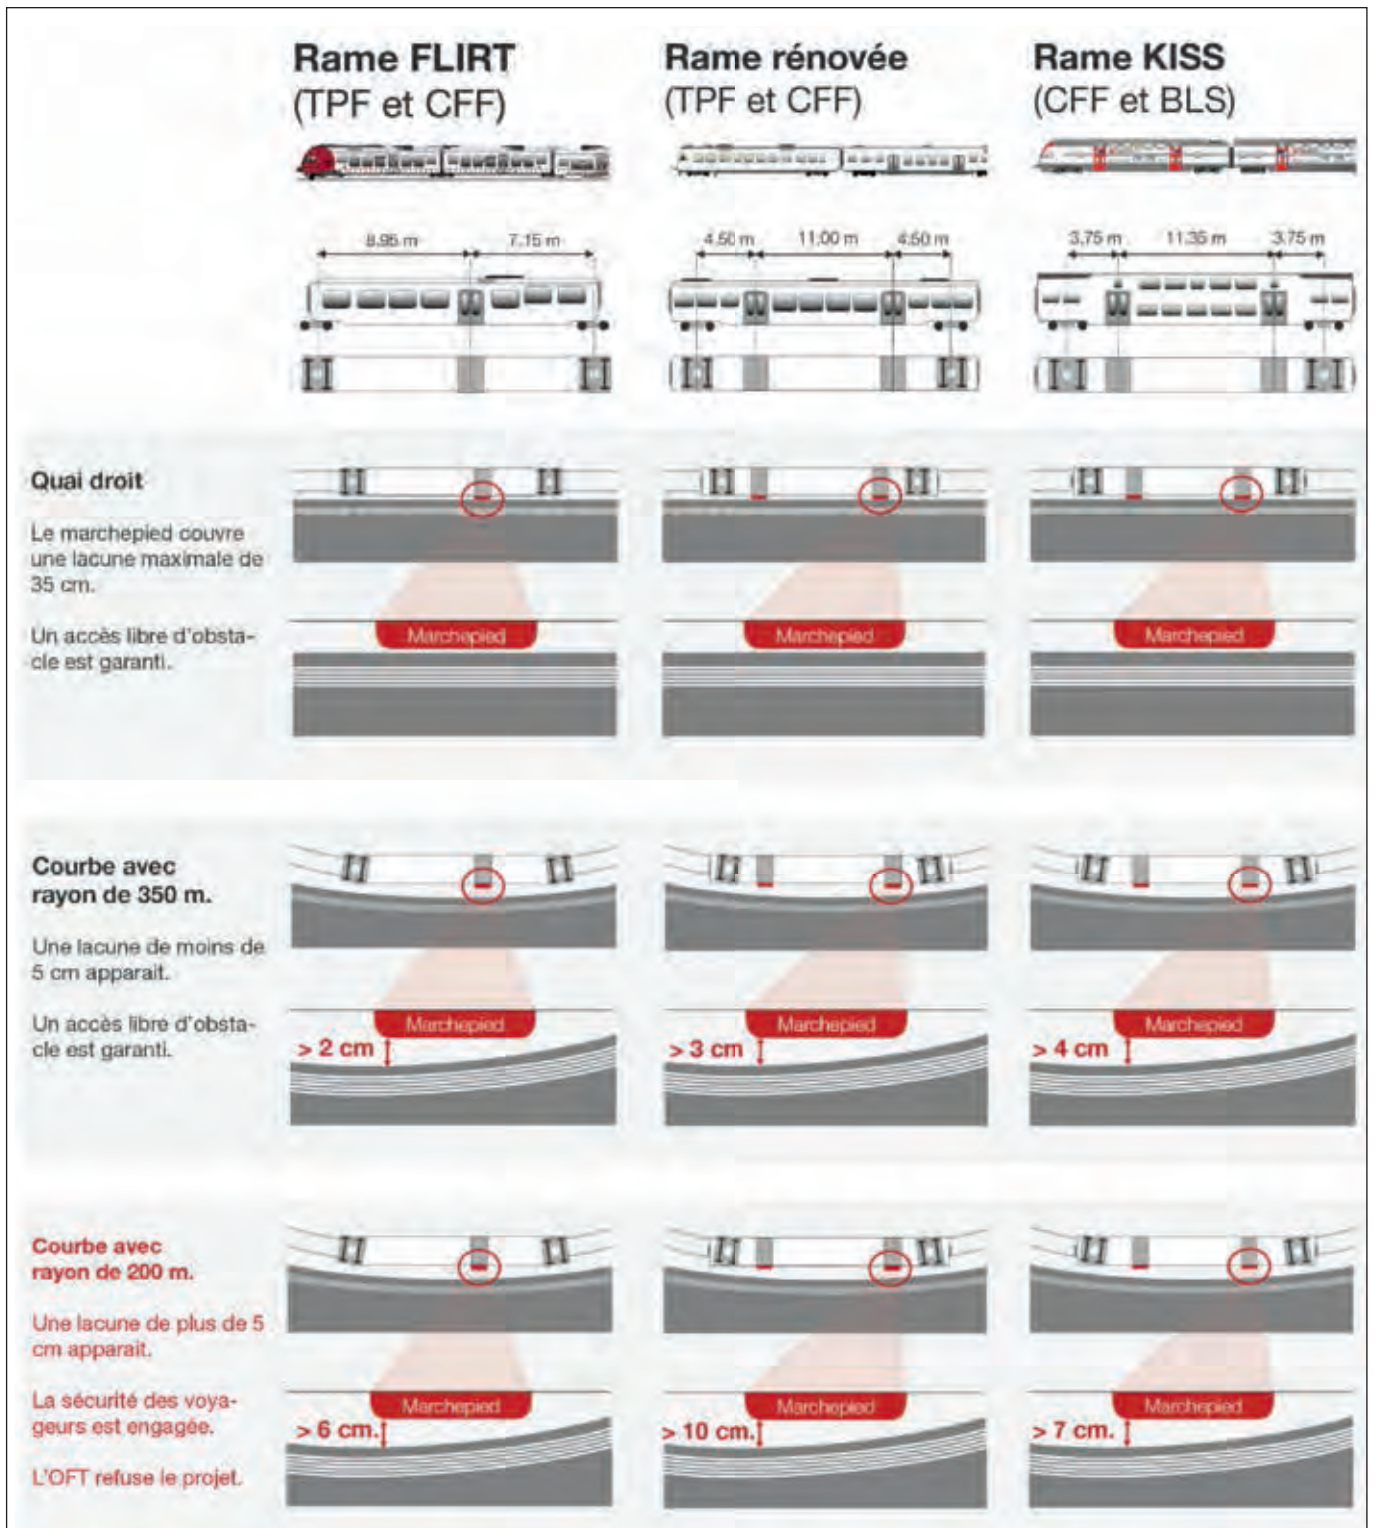 Rame FLIRT
(TPF et CFF)
Rame rénovée
(TPF et CFF)
Rame KISS
(CFF et BLS)
8.95 m
7.15 m
4.50 m
11.00 m
4.50 m
3.75 m
11.35 m
3.75 m
Quai droit
Le marchepied couvre
une lacune maximale de
35 cm.
Un accès libre d'obsta-
cle est garanti.
Marchepied
Marchepied
Marchepied
Courbe avec
rayon de 350 m.
Une lacune de moins de
5 cm apparait.
Un accès libre d'obsta-
cle est garanti.
Marchepied
> 2 cm
Marchepied
> 3 cm
Marchepied
> 4 cm
Courbe avec
rayon de 200 m.
Une lacune de plus de 5
cm apparait.
La sécurité des voya-
geurs est engagée.
L'OFT refuse le projet.
Marchepied
> 6 cm.
Marchepied
> 10 cm.
Marchepied
> 7 cm.